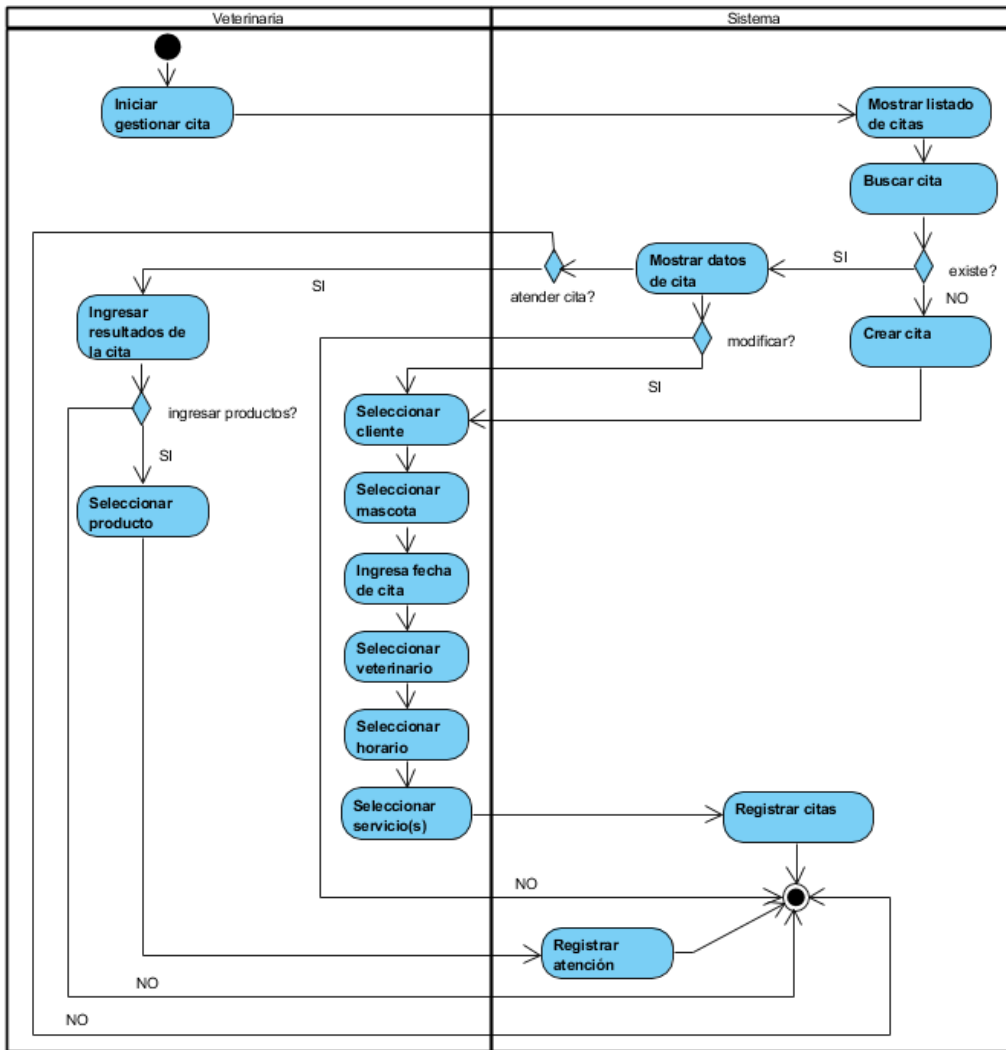 Veterinaria
Sistema
Iniciar
gestionar cita
Mostrar listado
de citas
Buscar cita
existe?
SI
NO
Mostrar datos
de cita
Crear cita
atender cita?
SI
modificar?
SI
Ingresar
resultados de
la cita
ingresar productos?
SI
Seleccionar
producto
Seleccionar
cliente
Seleccionar
mascota
Ingresa fecha
de cita
Seleccionar
veterinario
Seleccionar
horario
Seleccionar
servicio(s)
Registrar citas
NO
Registrar
atención
NO
NO